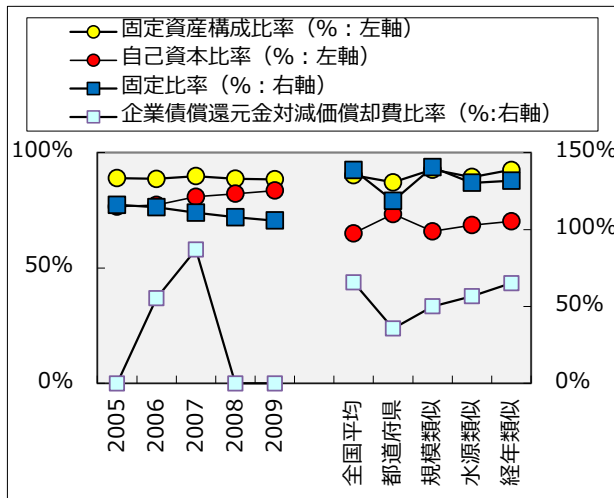 固定資産構成比率（%：左軸）
自己資本比率（%：左軸）
固定比率（%：右軸）
企業債償還元金対減価償却費比率（%:右軸）
100%
50%
0%
150%
100%
50%
0%
2005
2006
2007
2008
2009
全国平均
都道府県
規模類似
水源類似
経年類似